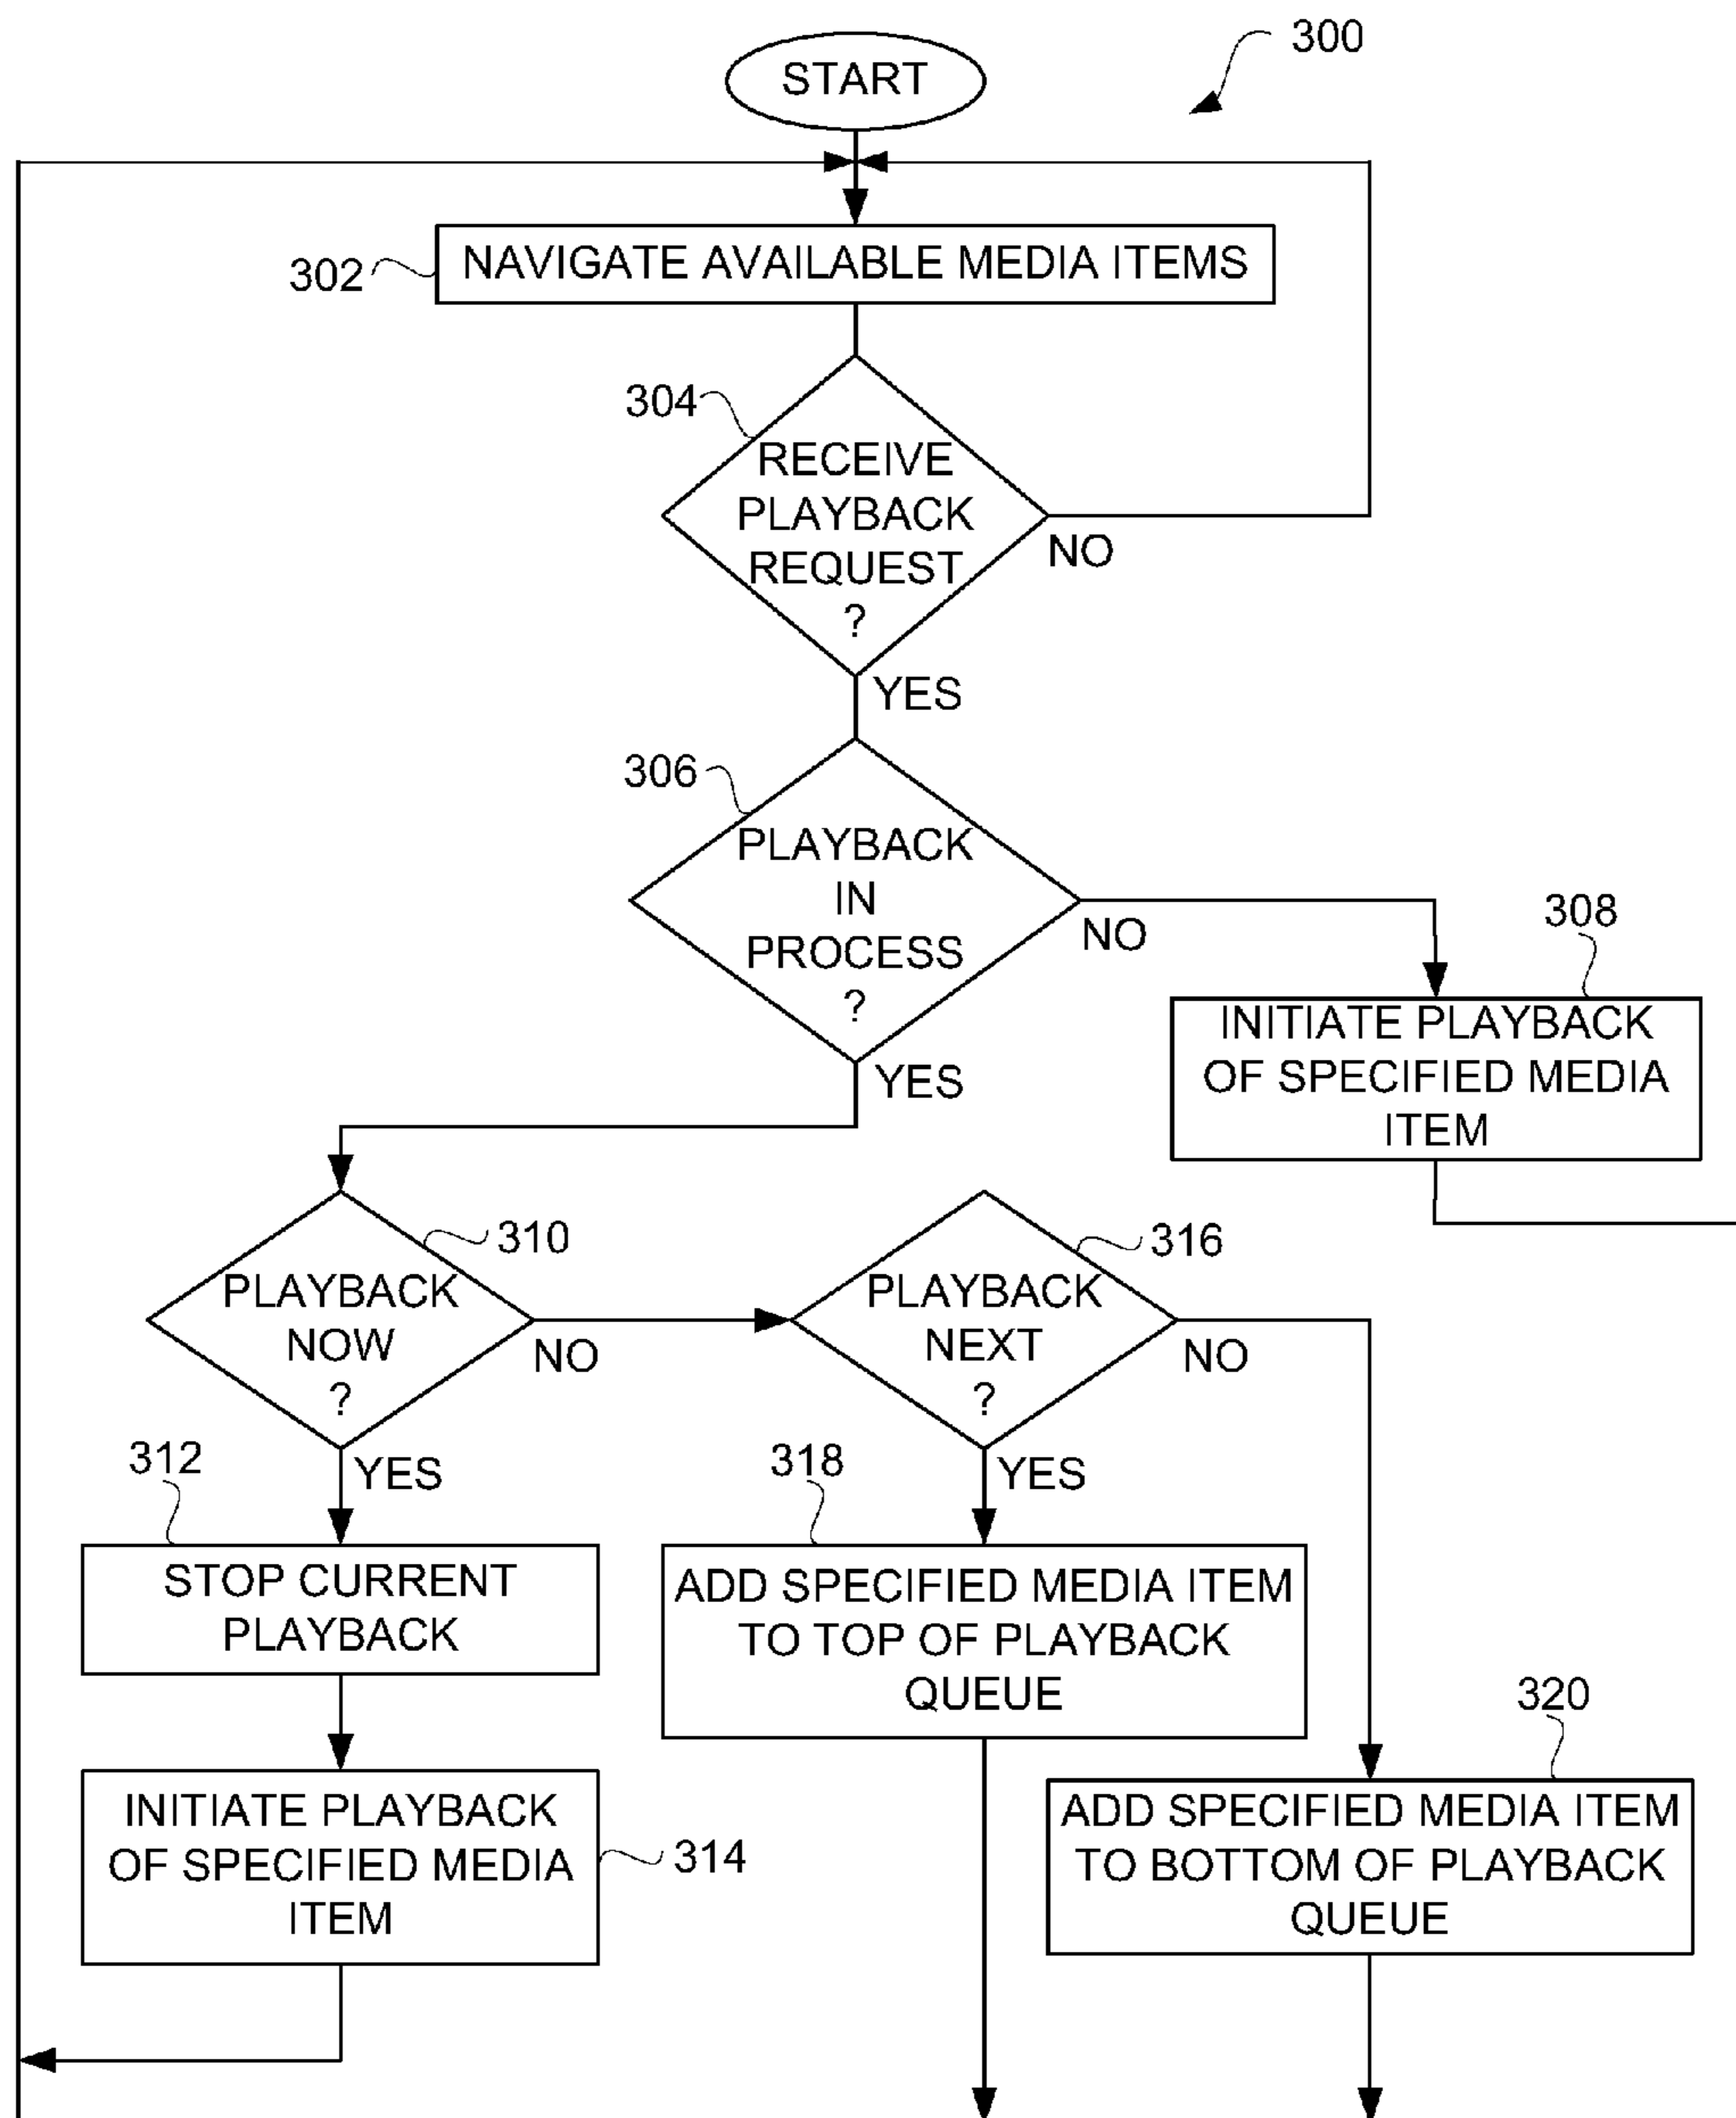 300
START
302
NAVIGATE AVAILABLE MEDIA ITEMS
304
RECEIVE
PLAYBACK
REQUEST
?
NO
YES
306
PLAYBACK
IN
PROCESS
?
NO
YES
308
INITIATE PLAYBACK
OF SPECIFIED MEDIA
ITEM
310
PLAYBACK
NOW
?
NO
YES
316
PLAYBACK
NEXT
?
NO
YES
312
STOP CURRENT
PLAYBACK
318
ADD SPECIFIED MEDIA ITEM
TO TOP OF PLAYBACK
QUEUE
314
INITIATE PLAYBACK
OF SPECIFIED MEDIA
ITEM
320
ADD SPECIFIED MEDIA ITEM
TO BOTTOM OF PLAYBACK
QUEUE